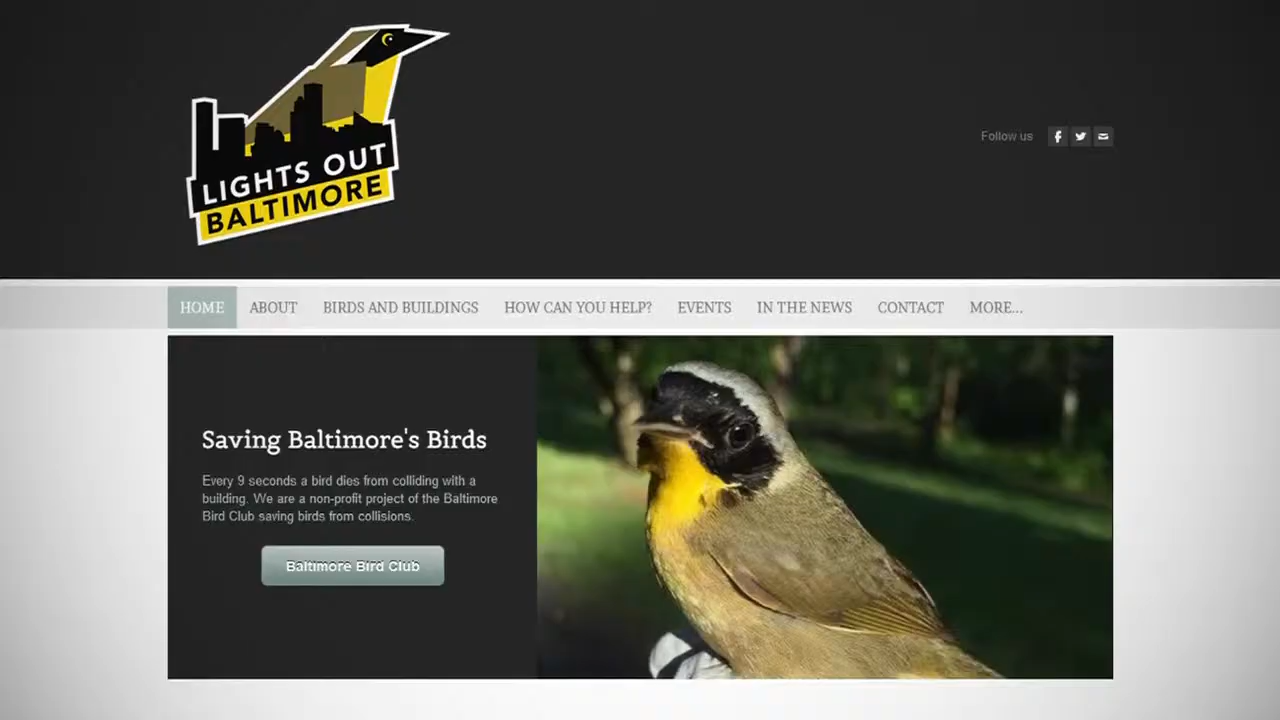 LIGHTS OUT
BALTIMORE
Follow us
HOME ABOUT BIRDS AND BUILDINGS HOW CAN YOU HELP? EVENTS IN THE NEWS CONTACT MORE...
Saving Baltimore's Birds
Every 9 seconds a bird dies from colliding with a
building. We are a non-profit project of the Baltimore
Bird Club saving birds from collisions.
Baltimore Bird Club